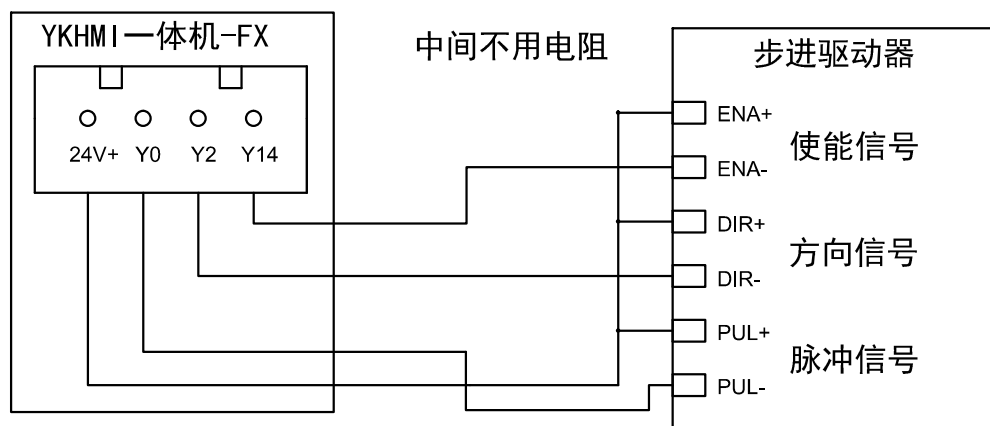 YKHMI一体机-FX
24V+ Y0 Y2 Y14
中间不用电阻
步进驱动器
ENA+
使能信号
ENA-
DIR+
方向信号
DIR-
PUL+
脉冲信号
PUL-